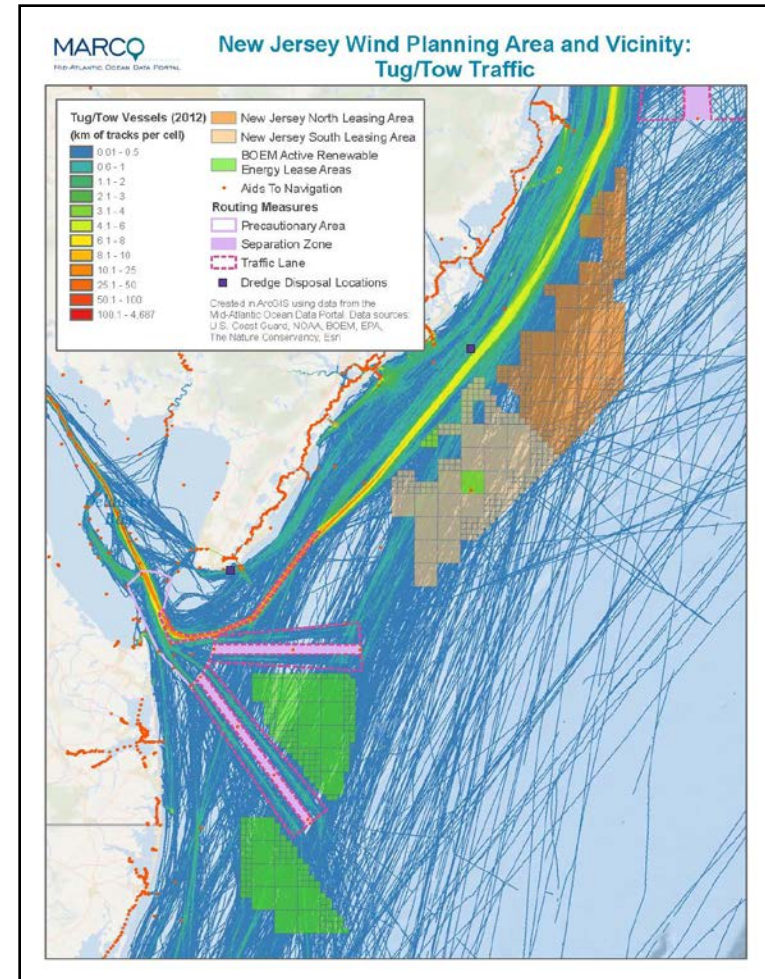 MARCO
MID-ATLANTIC OCEAN DATA PORTAL
New Jersey Wind Planning Area and Vicinity:
Tug/Tow Traffic
Tug/Tow Vessels (2012)
(km of tracks per cell)
0.01 - 0.5
0.6 - 1
1.1 - 2
2.1 - 3
3.1 - 4
4.1 - 6
6.1 - 8
8.1 - 10
10.1 - 25
25.1 - 50
50.1 - 100
100.1 - 4,687
New Jersey North Leasing Area
New Jersey South Leasing Area
BOEM Active Renewable
Energy Lease Areas
Aids To Navigation
Routing Measures
Precautionary Area
Separation Zone
Traffic Lane
Dredge Disposal Locations
Created in ArcGIS using data from the
Mid-Atlantic Ocean Data Portal. Data sources:
U.S. Coast Guard, NOAA, BOEM, EPA,
The Nature Conservancy, Esri